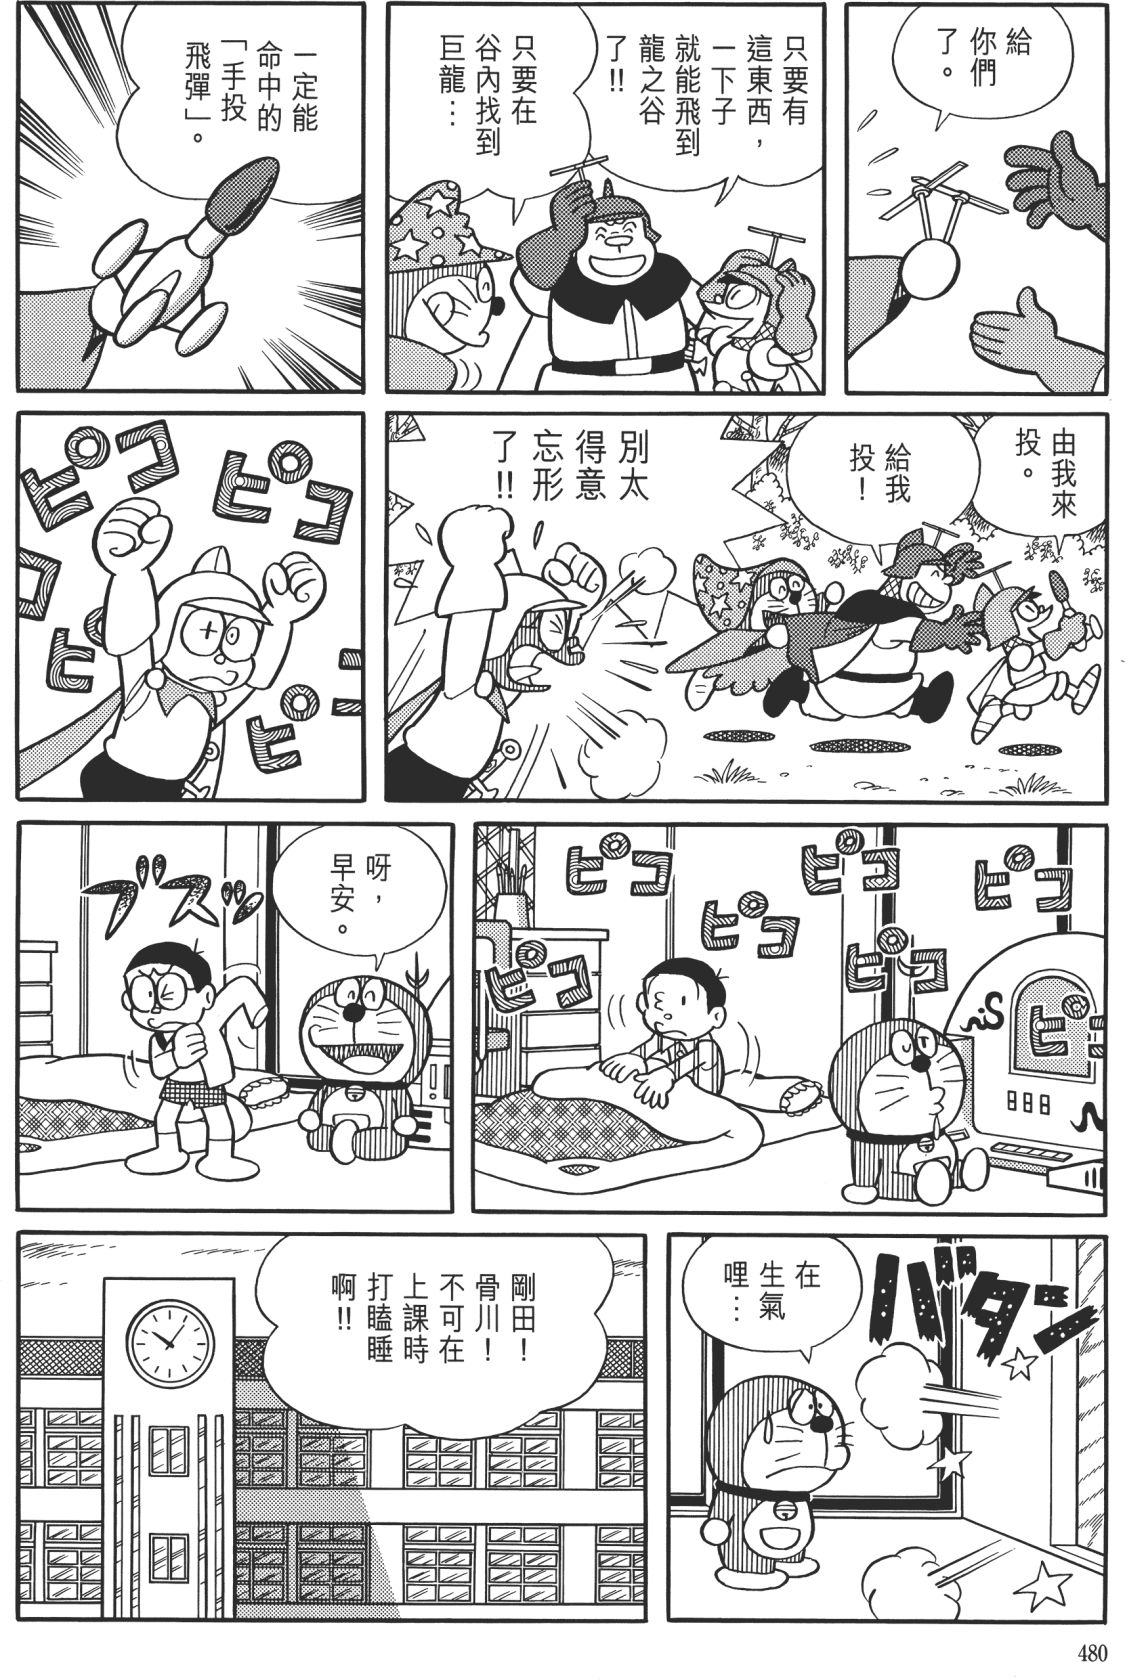 給
你們
了。
只要有
這東西，
一下子
就能飛到
龍之谷
了!!
只要在
谷內找到
巨龍…
一定能
命中的
「手投
飛彈」。
由我來
投。
給我
投！
別太
得意
忘形
了!!
ピコ
ピコ
コ
ピ
ピコ
ピコ
ピコ
ピコ
ピコ
ピコ
ピコ
ピコ
呀，
早安。
ブスッ
在
生氣
哩…
バタン
剛田！
骨川！
不可在
上課時
打瞌睡
啊!!
480